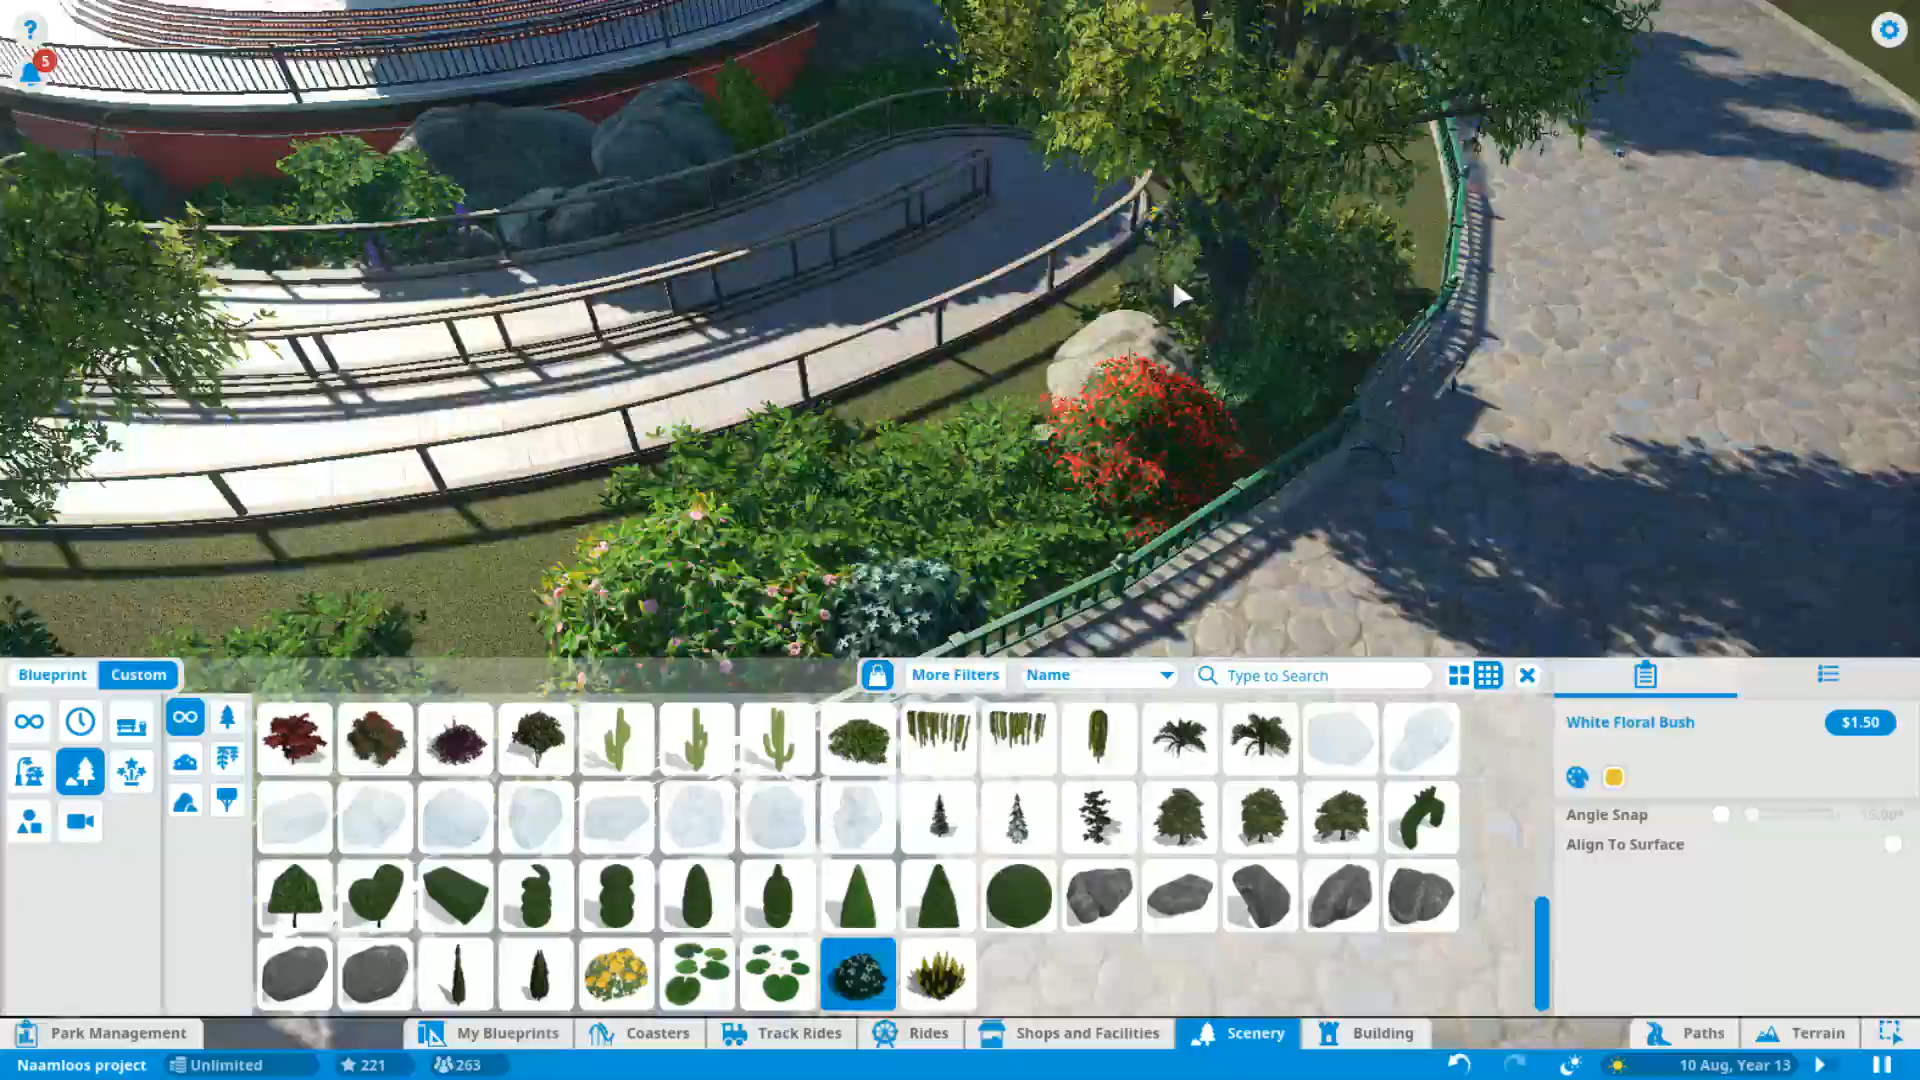 ?
5
Blueprint Custom More Filters Name Type to Search
White Floral Bush $1.50
Angle Snap 15.00°
Align To Surface
Park Management My Blueprints Coasters Track Rides Rides Shops and Facilities Scenery Building Paths Terrain
Naamloos project Unlimited 221 263 10 Aug, Year 13